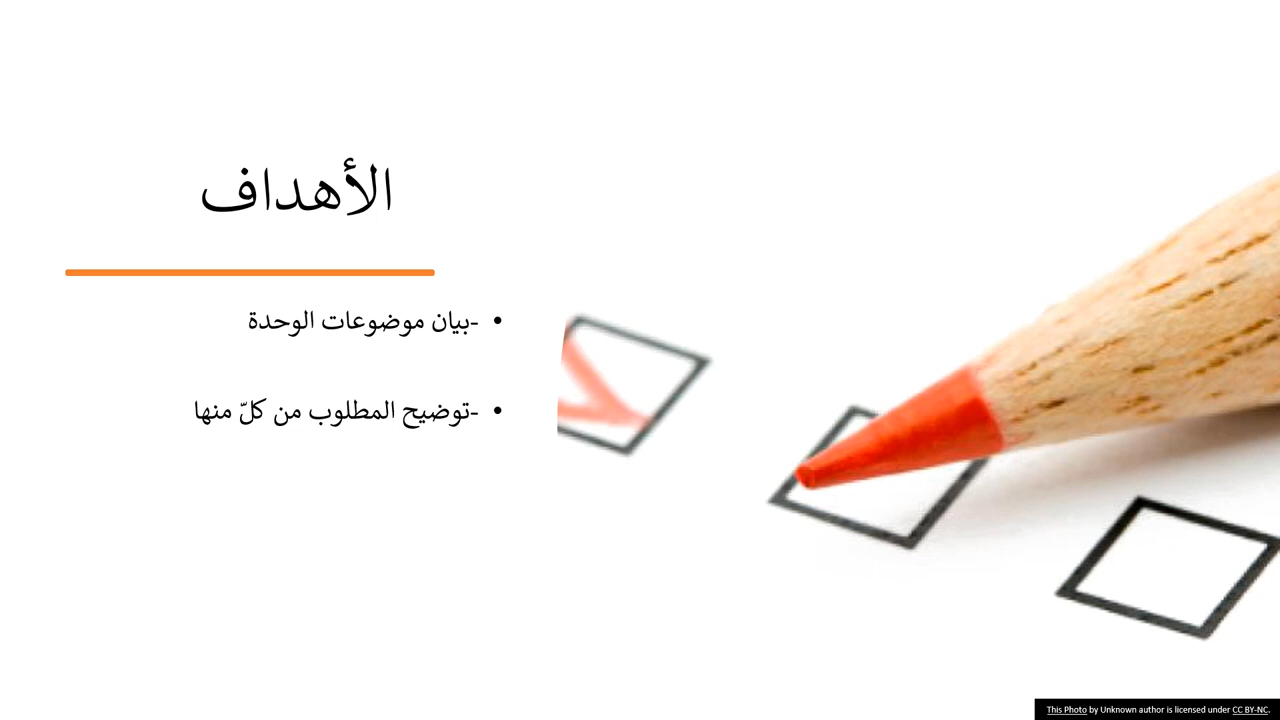 الأهداف
• -بيان موضوعات الوحدة
• -توضيح المطلوب من كلّ منها
This Photo by Unknown author is licensed under CC BY-NC.